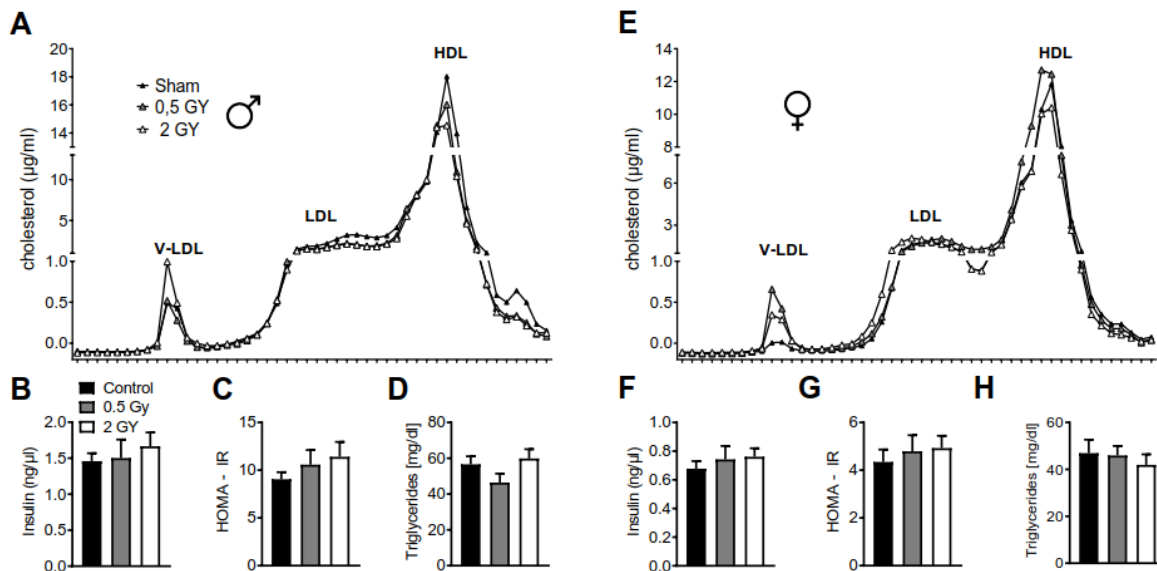 A
20
18
16
14
10
5
1.0
0.5
0.0
cholesterol (µg/ml)
Sham
0,5 GY
2 GY
V-LDL
LDL
HDL
E
14
12
10
8
6
3
1.0
0.5
0.0
cholesterol (µg/ml)
V-LDL
LDL
HDL
B
Control
0.5 Gy
2 GY
2.0
1.5
1.0
0.5
0.0
Insulin (ng/µl)
C
15
10
5
0
HOMA - IR
D
80
60
40
20
0
Triglycerides [mg/dl]
F
1.0
0.8
0.6
0.4
0.2
0.0
Insulin (ng/µl)
G
6
4
2
0
HOMA - IR
H
60
40
20
0
Triglycerides [mg/dl]